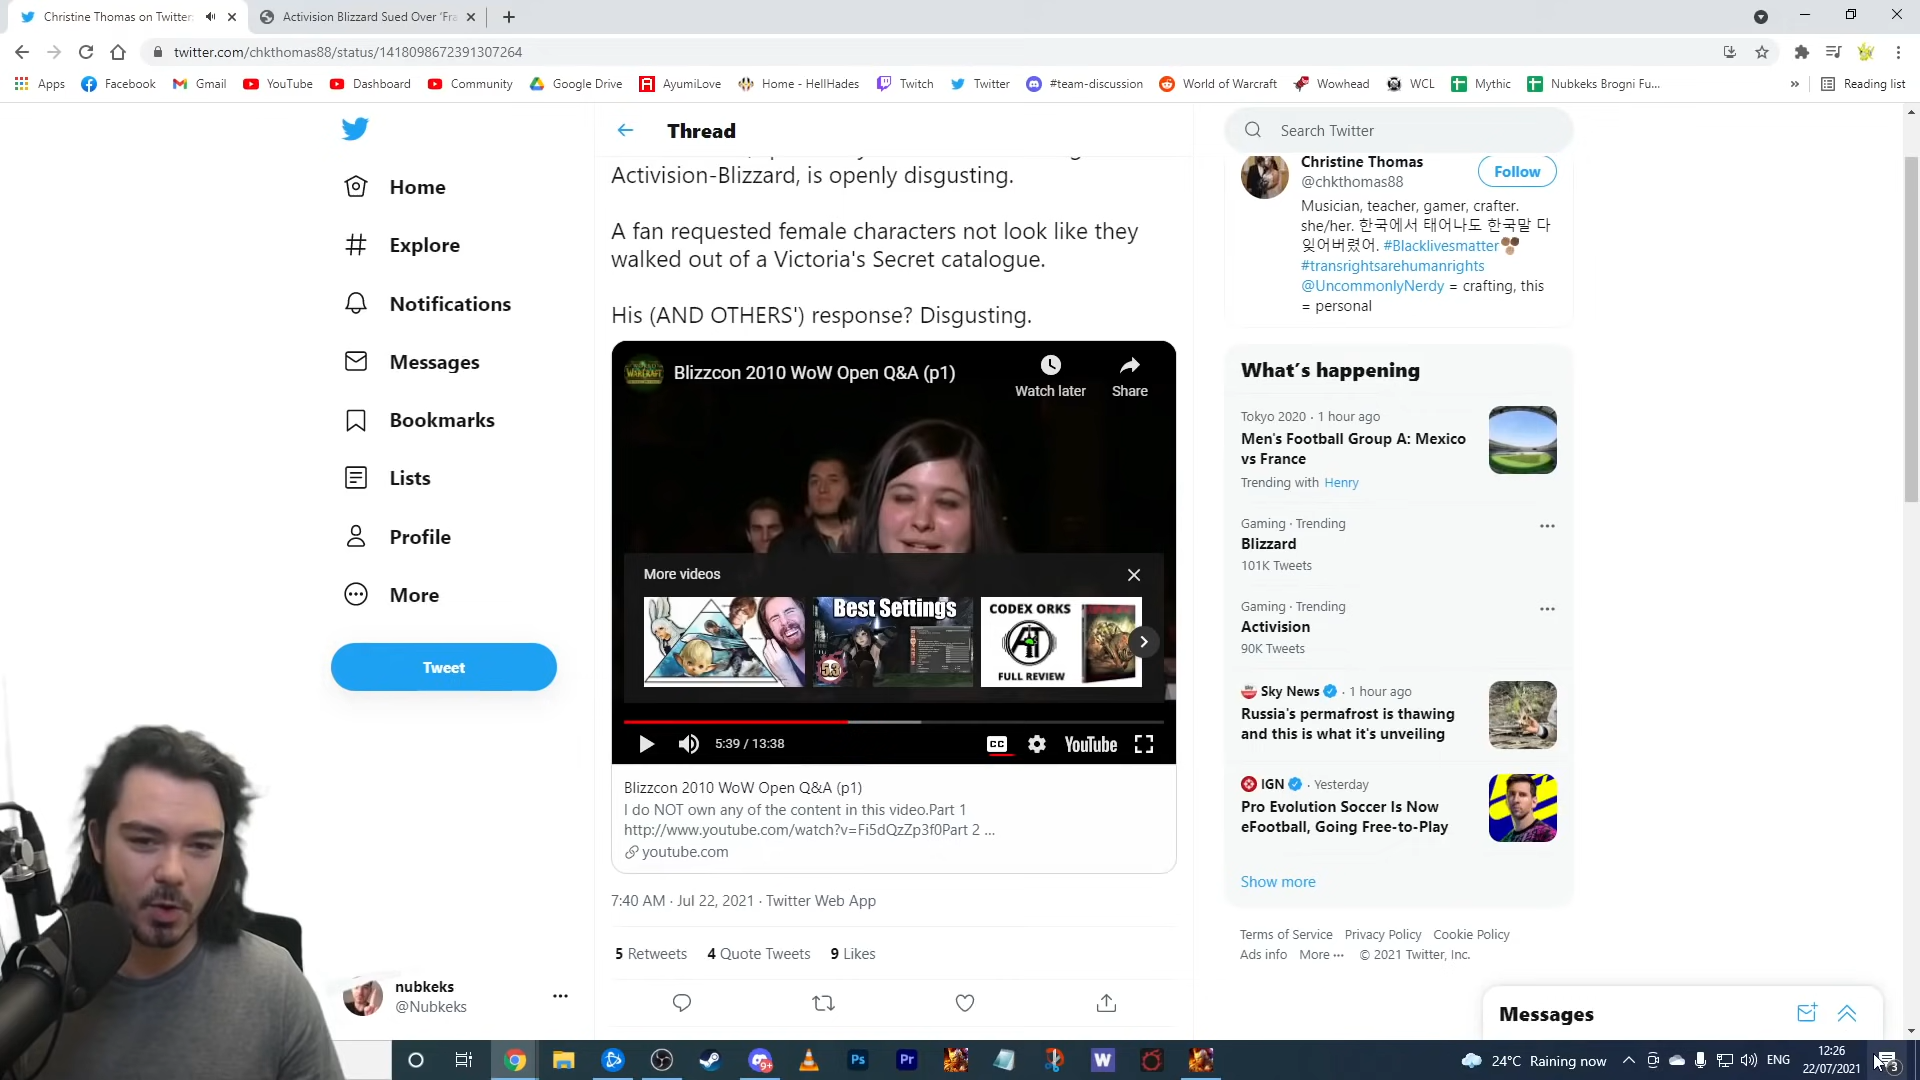 Christine Thomas on Twitter:
Activision Blizzard Sued Over 'Fra
twitter.com/chkthomas88/status/1418098672391307264
Apps
Facebook
Gmail
YouTube
Dashboard
Community
Google Drive
AyumiLove
Home - HellHades
Twitch
Twitter
#team-discussion
World of Warcraft
Wowhead
WCL
Mythic
Nubkeks Brogni Fu...
Reading list
Home
Explore
Notifications
Messages
Bookmarks
Lists
Profile
More
Tweet
nubkeks
@Nubkeks
Thread
Activision-Blizzard, is openly disgusting.
A fan requested female characters not look like they
walked out of a Victoria's Secret catalogue.
His (AND OTHERS') response? Disgusting.
Blizzcon 2010 WoW Open Q&A (p1)
Watch later
Share
More videos
Best Settings
5.3
CODEX ORKS
FULL REVIEW
5:39 / 13:38
CC
YouTube
Blizzcon 2010 WoW Open Q&A (p1)
I do NOT own any of the content in this video.Part 1
http://www.youtube.com/watch?v=Fi5dQzZp3f0Part 2 ...
youtube.com
7:40 AM · Jul 22, 2021 · Twitter Web App
5 Retweets
4 Quote Tweets
9 Likes
Search Twitter
Christine Thomas
@chkthomas88
Follow
Musician, teacher, gamer, crafter.
she/her. 한국에서 태어나도 한국말 다
잊어버렸어. #Blacklivesmatter
#transrightsarehumanrights
@UncommonlyNerdy = crafting, this
= personal
What's happening
Tokyo 2020 · 1 hour ago
Men's Football Group A: Mexico
vs France
Trending with Henry
Gaming · Trending
Blizzard
101K Tweets
Gaming · Trending
Activision
90K Tweets
Sky News · 1 hour ago
Russia's permafrost is thawing
and this is what it's unveiling
IGN · Yesterday
Pro Evolution Soccer Is Now
eFootball, Going Free-to-Play
Show more
Terms of Service
Privacy Policy
Cookie Policy
Ads info
More ···
© 2021 Twitter, Inc.
Messages
9+
Ps
Pr
W
24°C Raining now
ENG
12:26
22/07/2021
3